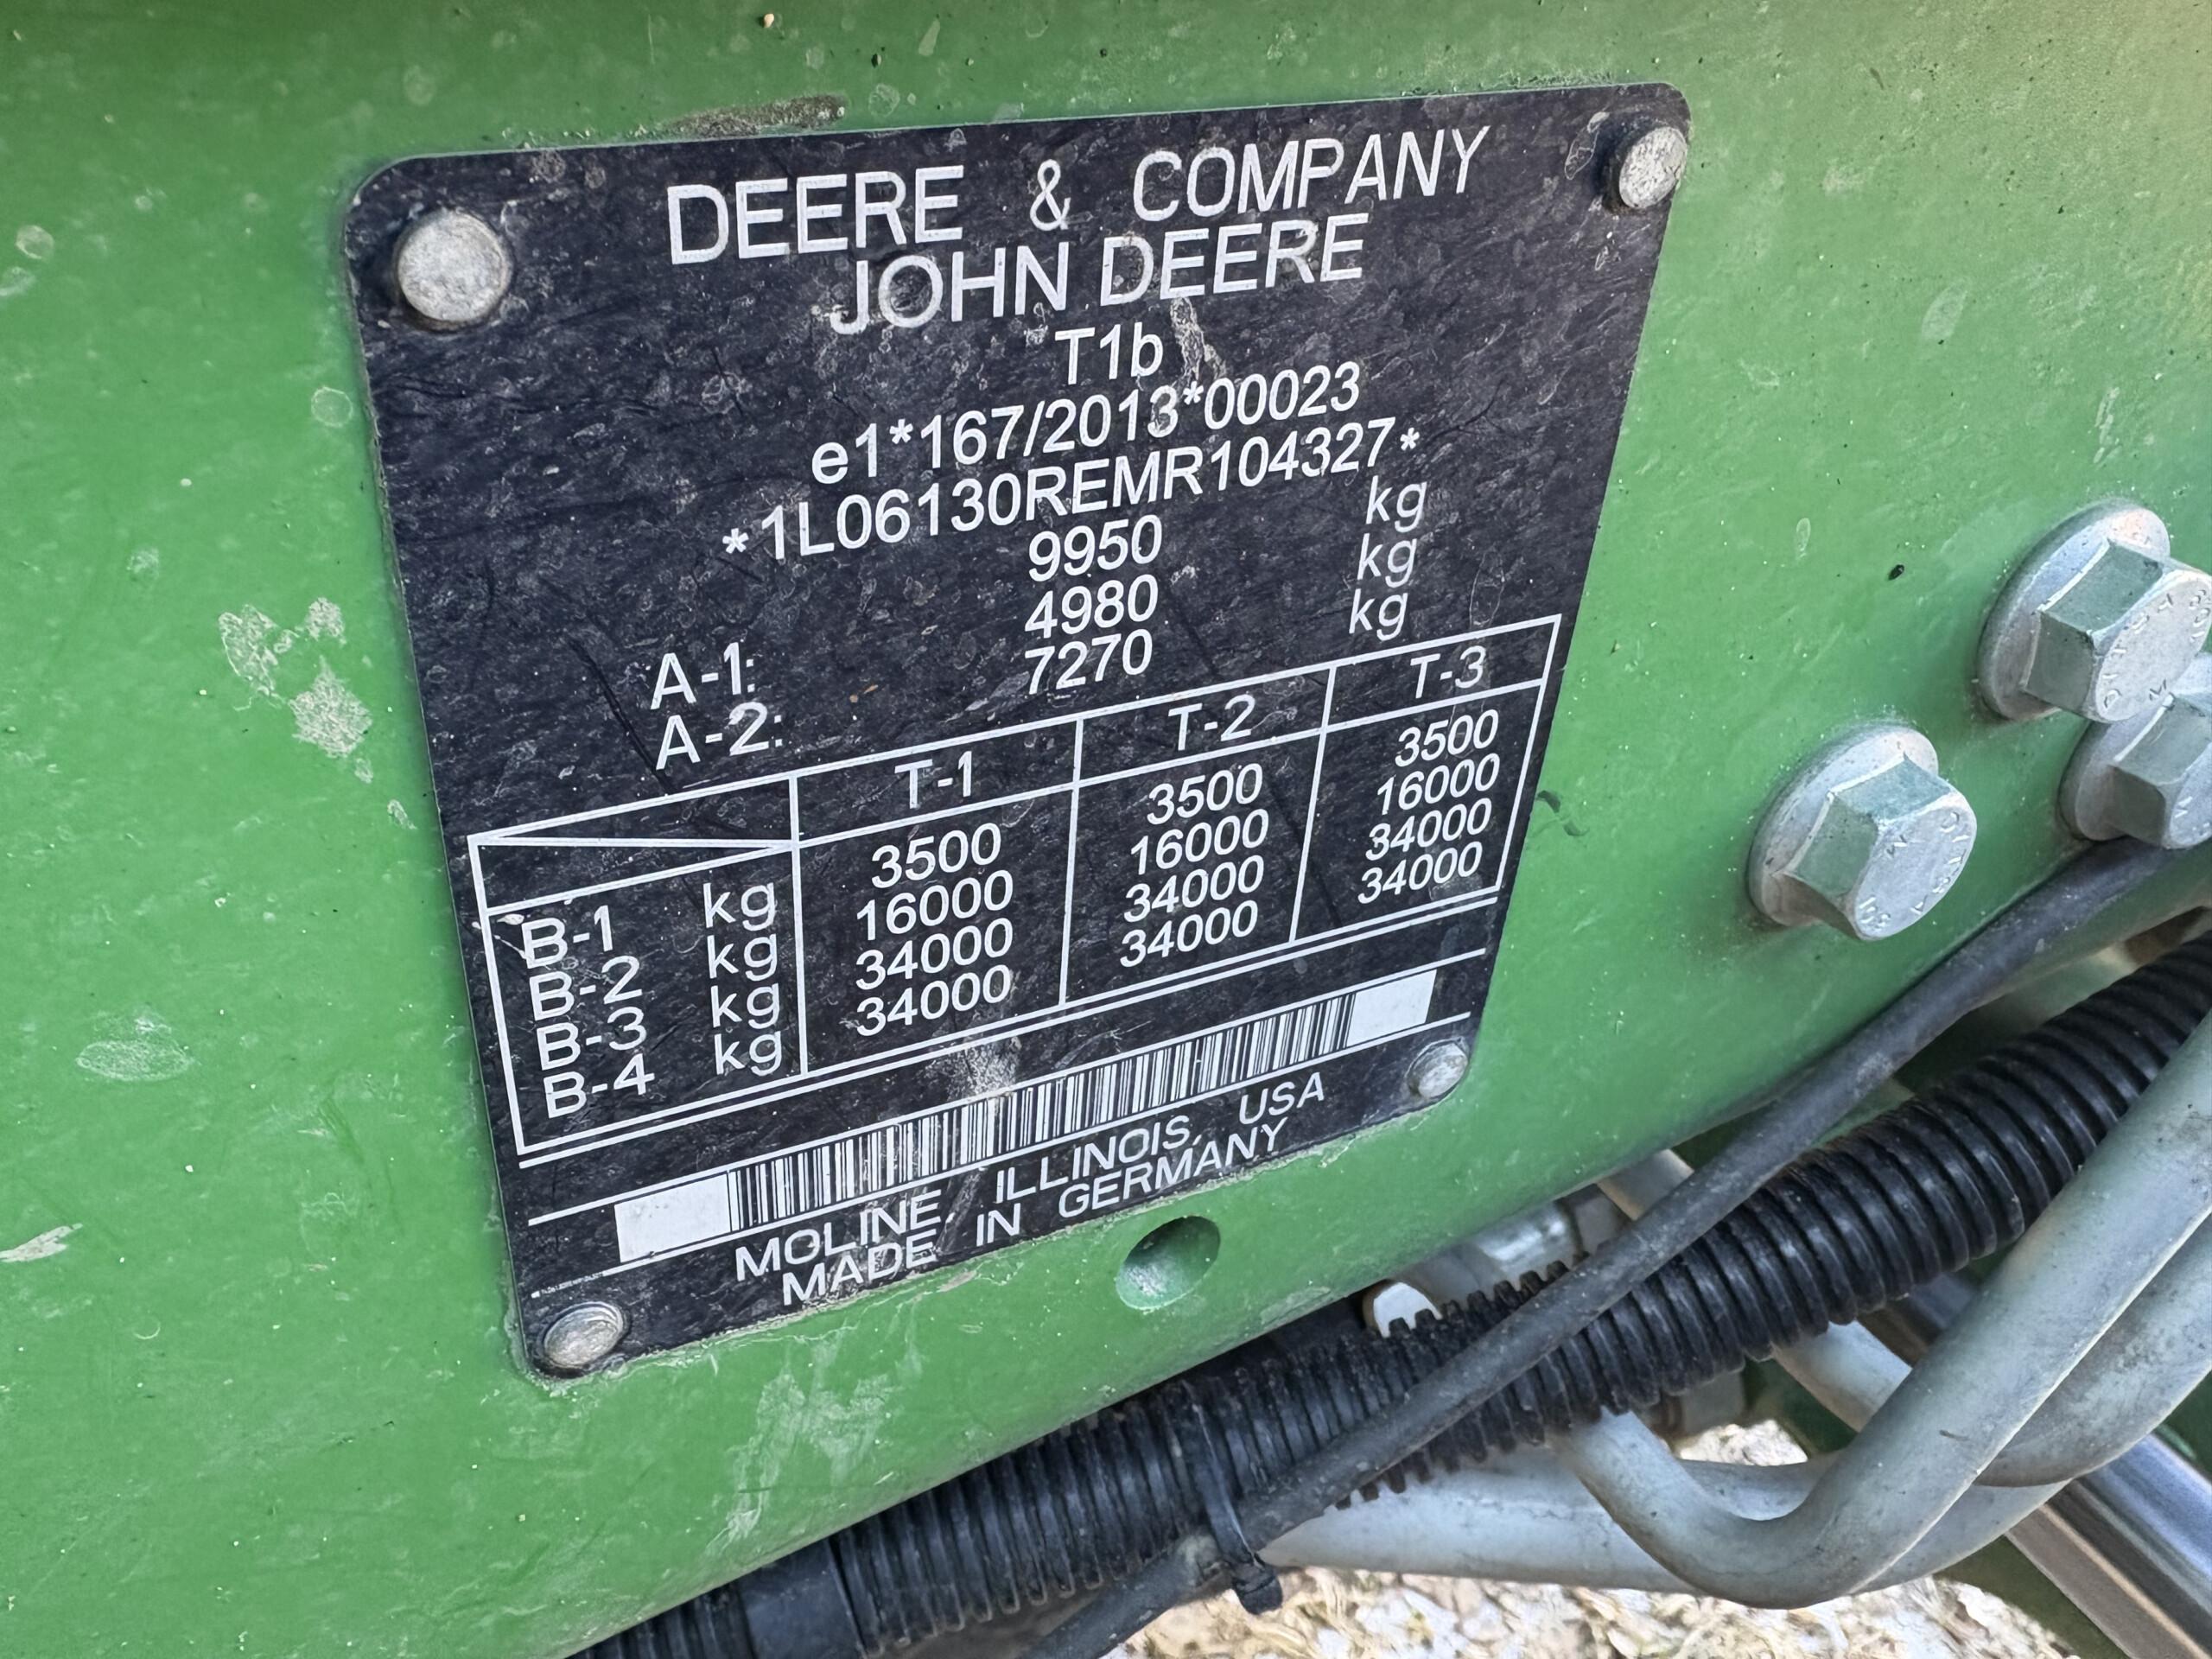 DEERE & COMPANY
JOHN DEERE
T1b
e1*167/2013*00023
*1L06130REMR104327*
9950 kg
A-1: 4980 kg
A-2: 7270 kg
T-1 T-2 T-3
B-1 kg 3500 3500 3500
B-2 kg 16000 16000 16000
B-3 kg 34000 34000 34000
B-4 kg 34000 34000 34000
MOLINE, ILLINOIS, USA
MADE IN GERMANY